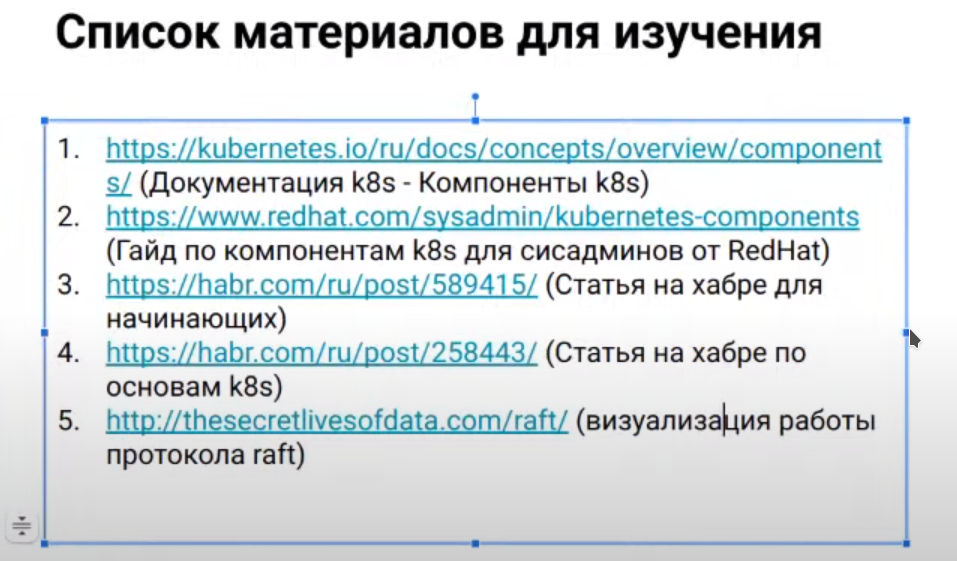 Список материалов для изучения
1. https://kubernetes.io/ru/docs/concepts/overview/component
s/ (Документация k8s - Компоненты k8s)
2. https://www.redhat.com/sysadmin/kubernetes-components
(Гайд по компонентам k8s для сисадминов от RedHat)
3. https://habr.com/ru/post/589415/ (Статья на хабре для
начинающих)
4. https://habr.com/ru/post/258443/ (Статья на хабре по
основам k8s)
5. http://thesecretlivesofdata.com/raft/ (визуализация работы
протокола raft)